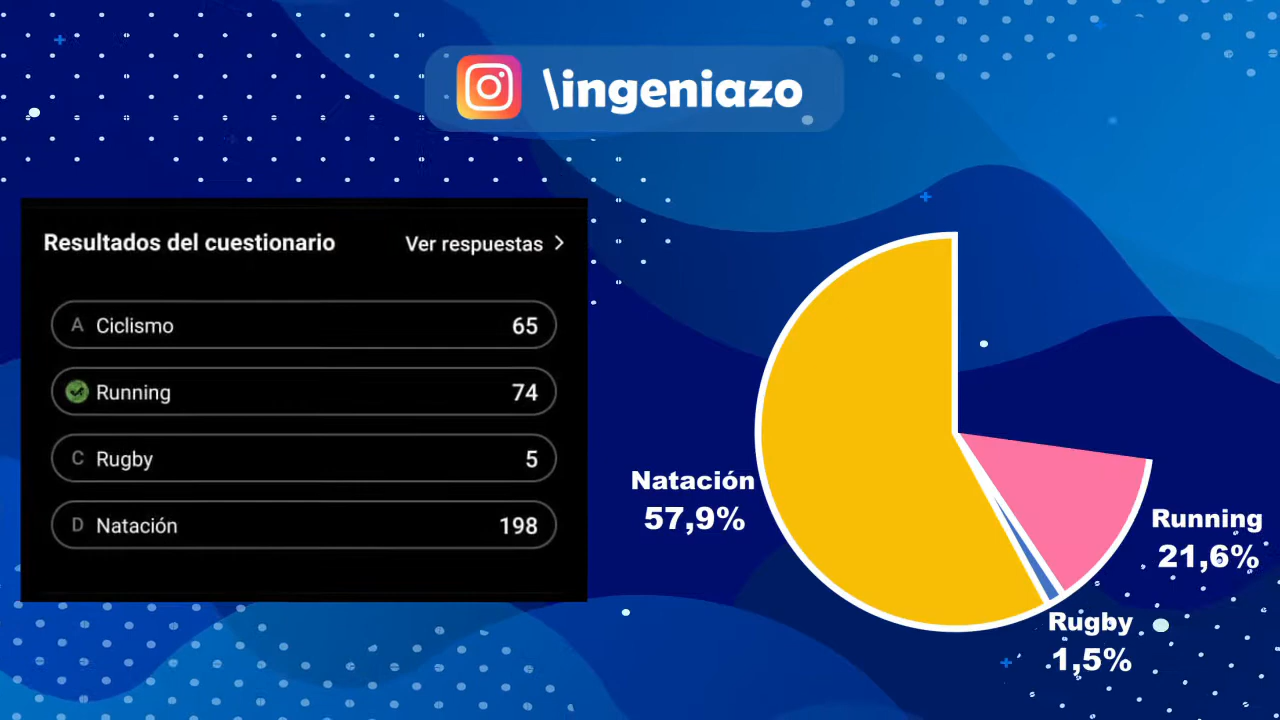 \ingeniazo
Resultados del cuestionario
Ver respuestas
A Ciclismo 65
Running 74
C Rugby 5
D Natación 198
Natación
57,9%
Running
21,6%
Rugby
1,5%